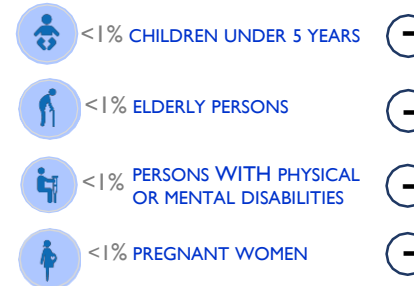 <1% CHILDREN UNDER 5 YEARS
<1% ELDERLY PERSONS
<1% PERSONS WITH PHYSICAL
OR MENTAL DISABILITIES
<1% PREGNANT WOMEN